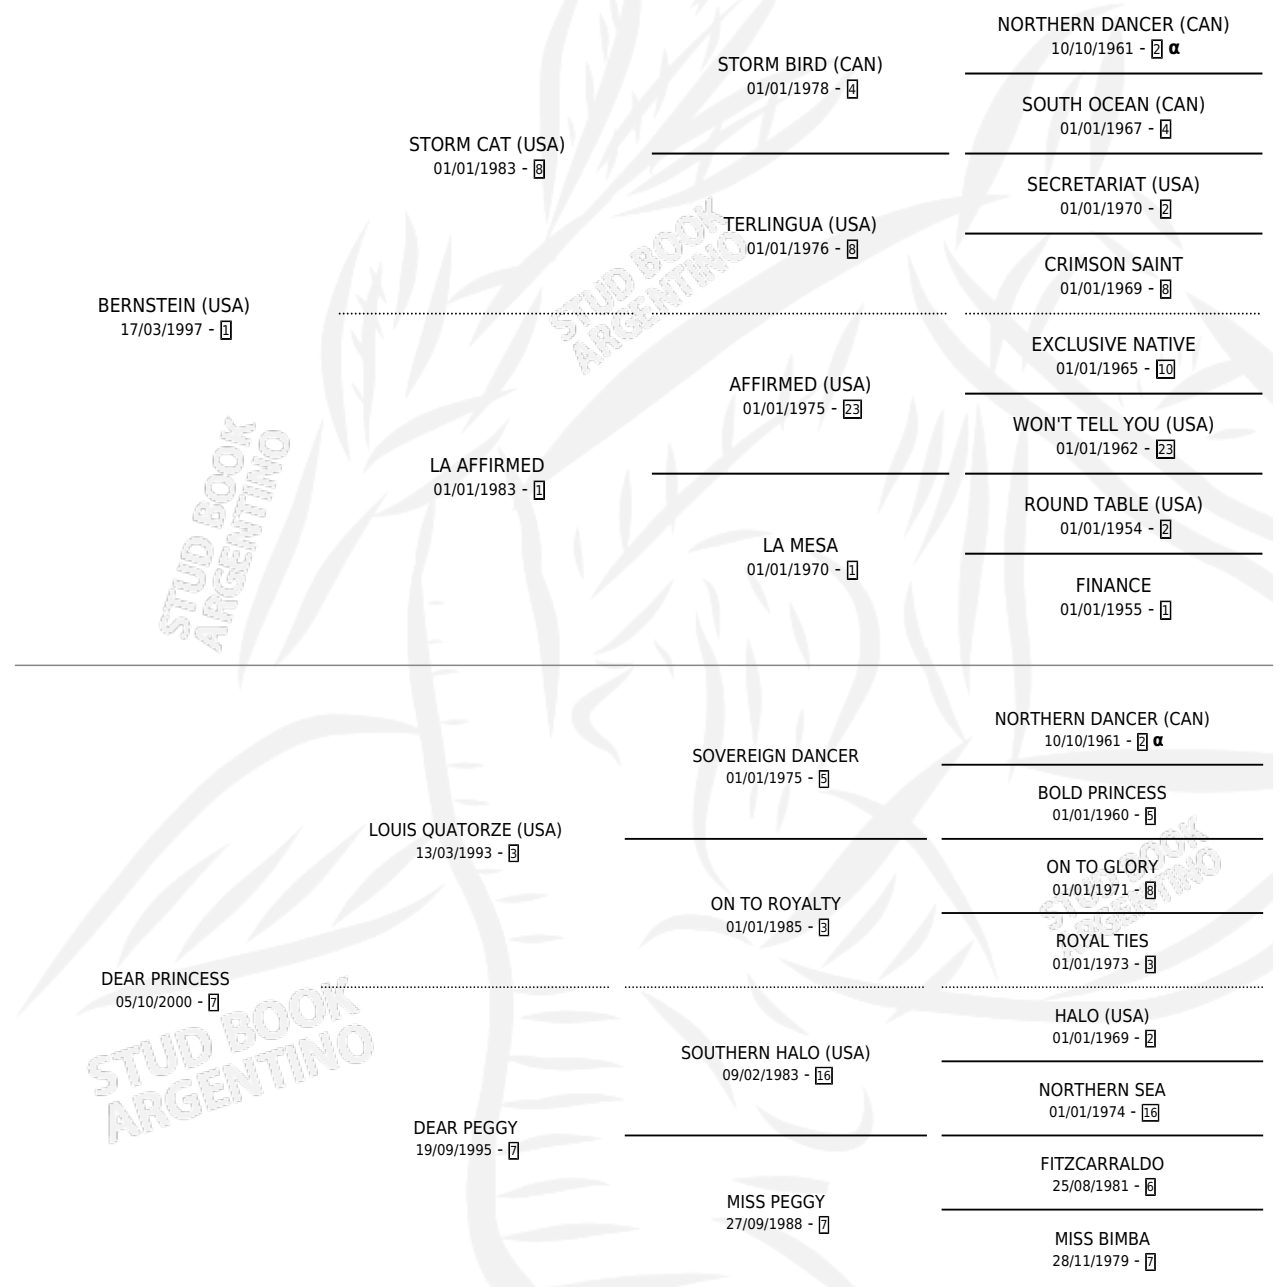 NORTHERN DANCER (CAN)
10/10/1961 - 2 α
STORM BIRD (CAN)
01/01/1978 - 4
SOUTH OCEAN (CAN)
01/01/1967 - 4
STORM CAT (USA)
01/01/1983 - 8
SECRETARIAT (USA)
01/01/1970 - 2
TERLINGUA (USA)
01/01/1976 - 8
CRIMSON SAINT
01/01/1969 - 8
BERNSTEIN (USA)
17/03/1997 - 1
EXCLUSIVE NATIVE
01/01/1965 - 10
AFFIRMED (USA)
01/01/1975 - 23
WON'T TELL YOU (USA)
01/01/1962 - 23
LA AFFIRMED
01/01/1983 - 1
ROUND TABLE (USA)
01/01/1954 - 2
LA MESA
01/01/1970 - 1
FINANCE
01/01/1955 - 1
NORTHERN DANCER (CAN)
10/10/1961 - 2 α
SOVEREIGN DANCER
01/01/1975 - 5
BOLD PRINCESS
01/01/1960 - 5
LOUIS QUATORZE (USA)
13/03/1993 - 3
ON TO GLORY
01/01/1971 - 8
ON TO ROYALTY
01/01/1985 - 3
ROYAL TIES
01/01/1973 - 3
DEAR PRINCESS
05/10/2000 - 7
HALO (USA)
01/01/1969 - 2
SOUTHERN HALO (USA)
09/02/1983 - 16
NORTHERN SEA
01/01/1974 - 16
DEAR PEGGY
19/09/1995 - 7
FITZCARRALDO
25/08/1981 - 6
MISS PEGGY
27/09/1988 - 7
MISS BIMBA
28/11/1979 - 7
STUD BOOK
ARGENTINO
STUD BOOK
ARGENTINO
STUD BOOK
ARGENTINO
STUD BOOK
ARGENTINO